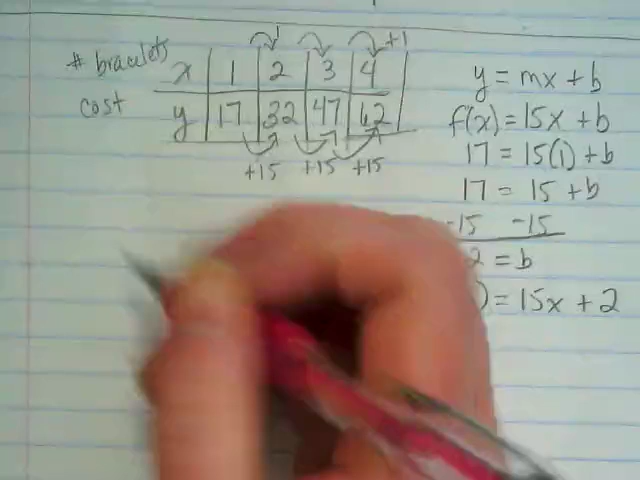 # bracelets x 1 2 3 4 +1
cost y 17 32 47 62
+15 +15 +15
y = mx + b
f(x) = 15x + b
17 = 15(1) + b
17 = 15 + b
-15 -15
2 = b
) = 15x + 2